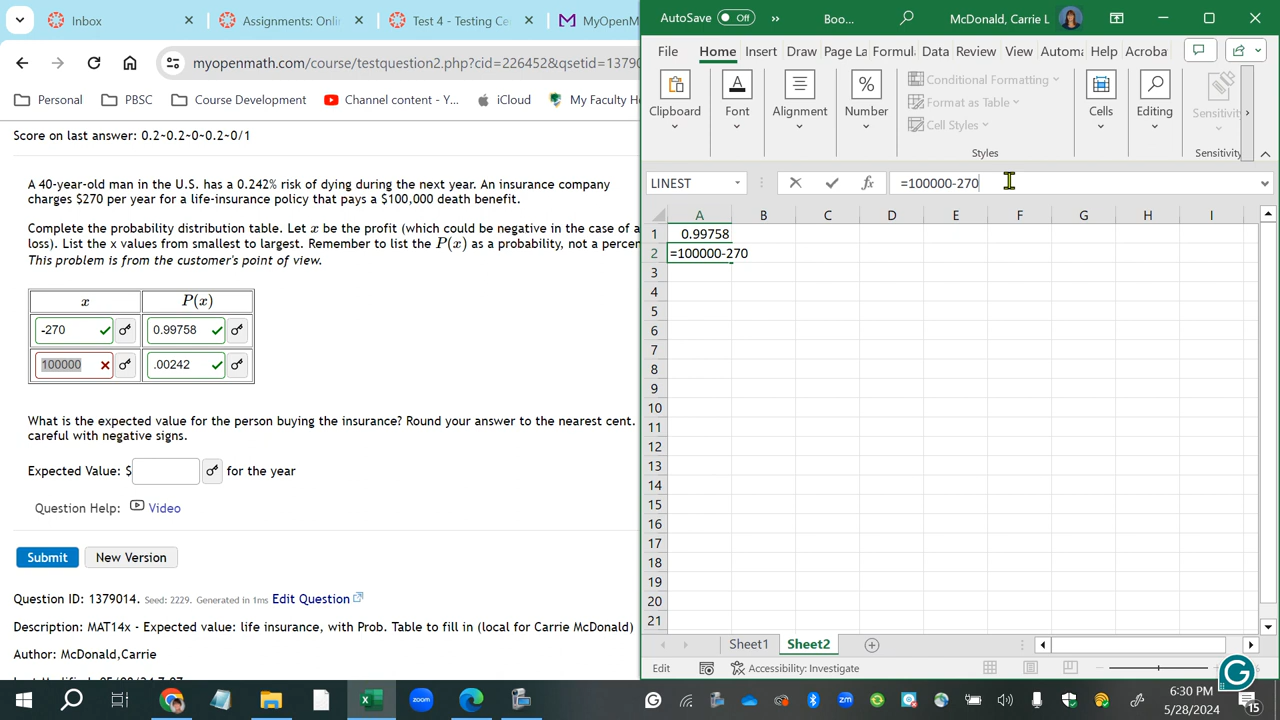 Inbox
Assignments: Onli
Test 4 - Testing Ce
MyOpenM
AutoSave Off
Boo...
McDonald, Carrie L
myopenmath.com/course/testquestion2.php?cid=226452&qsetid=13790
File Home Insert Draw Page La Formul Data Review View Automa Help Acroba
Personal
PBSC
Course Development
Channel content - Y...
iCloud
My Faculty H
Clipboard
Font
Alignment
Number
Conditional Formatting
Format as Table
Cell Styles
Styles
Cells
Editing
Sensitivity
Sensitivity
Score on last answer: 0.2~0.2~0~0.2~0/1
A 40-year-old man in the U.S. has a 0.242% risk of dying during the next year. An insurance company
charges $270 per year for a life-insurance policy that pays a $100,000 death benefit.
Complete the probability distribution table. Let x be the profit (which could be negative in the case of a
loss). List the x values from smallest to largest. Remember to list the P(x) as a probability, not a percen
This problem is from the customer's point of view.
x P(x)
-270 0.99758
100000 .00242
What is the expected value for the person buying the insurance? Round your answer to the nearest cent.
careful with negative signs.
Expected Value: $ for the year
Question Help: Video
Submit New Version
Question ID: 1379014. Seed: 2229. Generated in 1ms Edit Question
Description: MAT14x - Expected value: life insurance, with Prob. Table to fill in (local for Carrie McDonald)
Author: McDonald,Carrie
LINEST
fx
=100000-270
A B C D E F G H I
1 0.99758
2 =100000-270
3
4
5
6
7
8
9
10
11
12
13
14
15
16
17
18
19
20
21
Sheet1 Sheet2
Edit
Accessibility: Investigate
zoom
zm
6:30 PM
5/28/2024
15